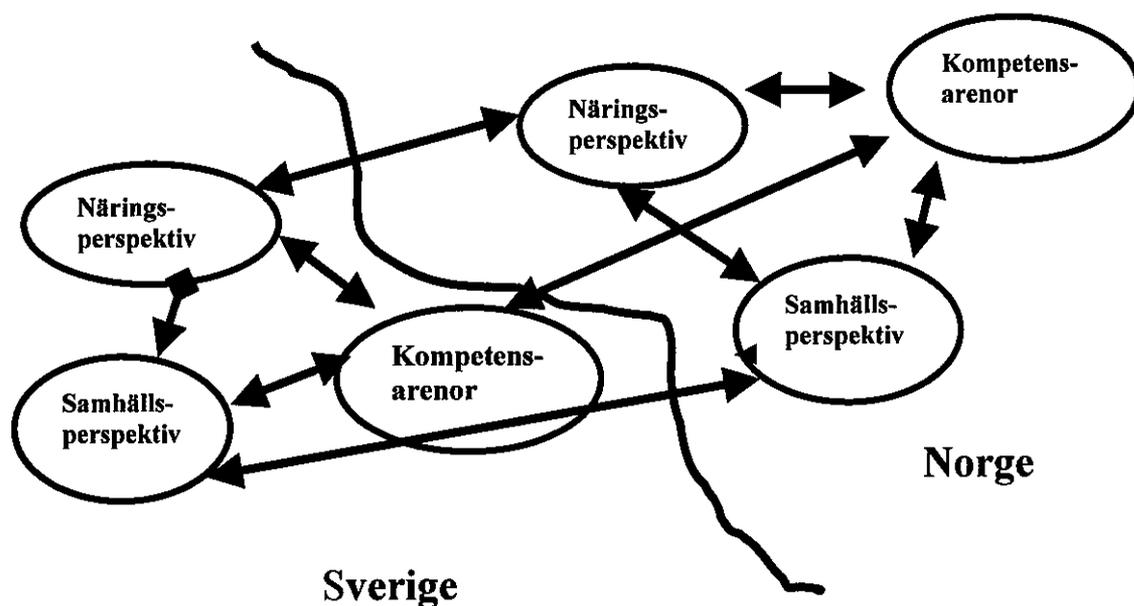 Kompetens-
arenor
Närings-
perspektiv
Närings-
perspektiv
Samhälls-
perspektiv
Kompetens-
arenor
Samhälls-
perspektiv
Norge
Sverige